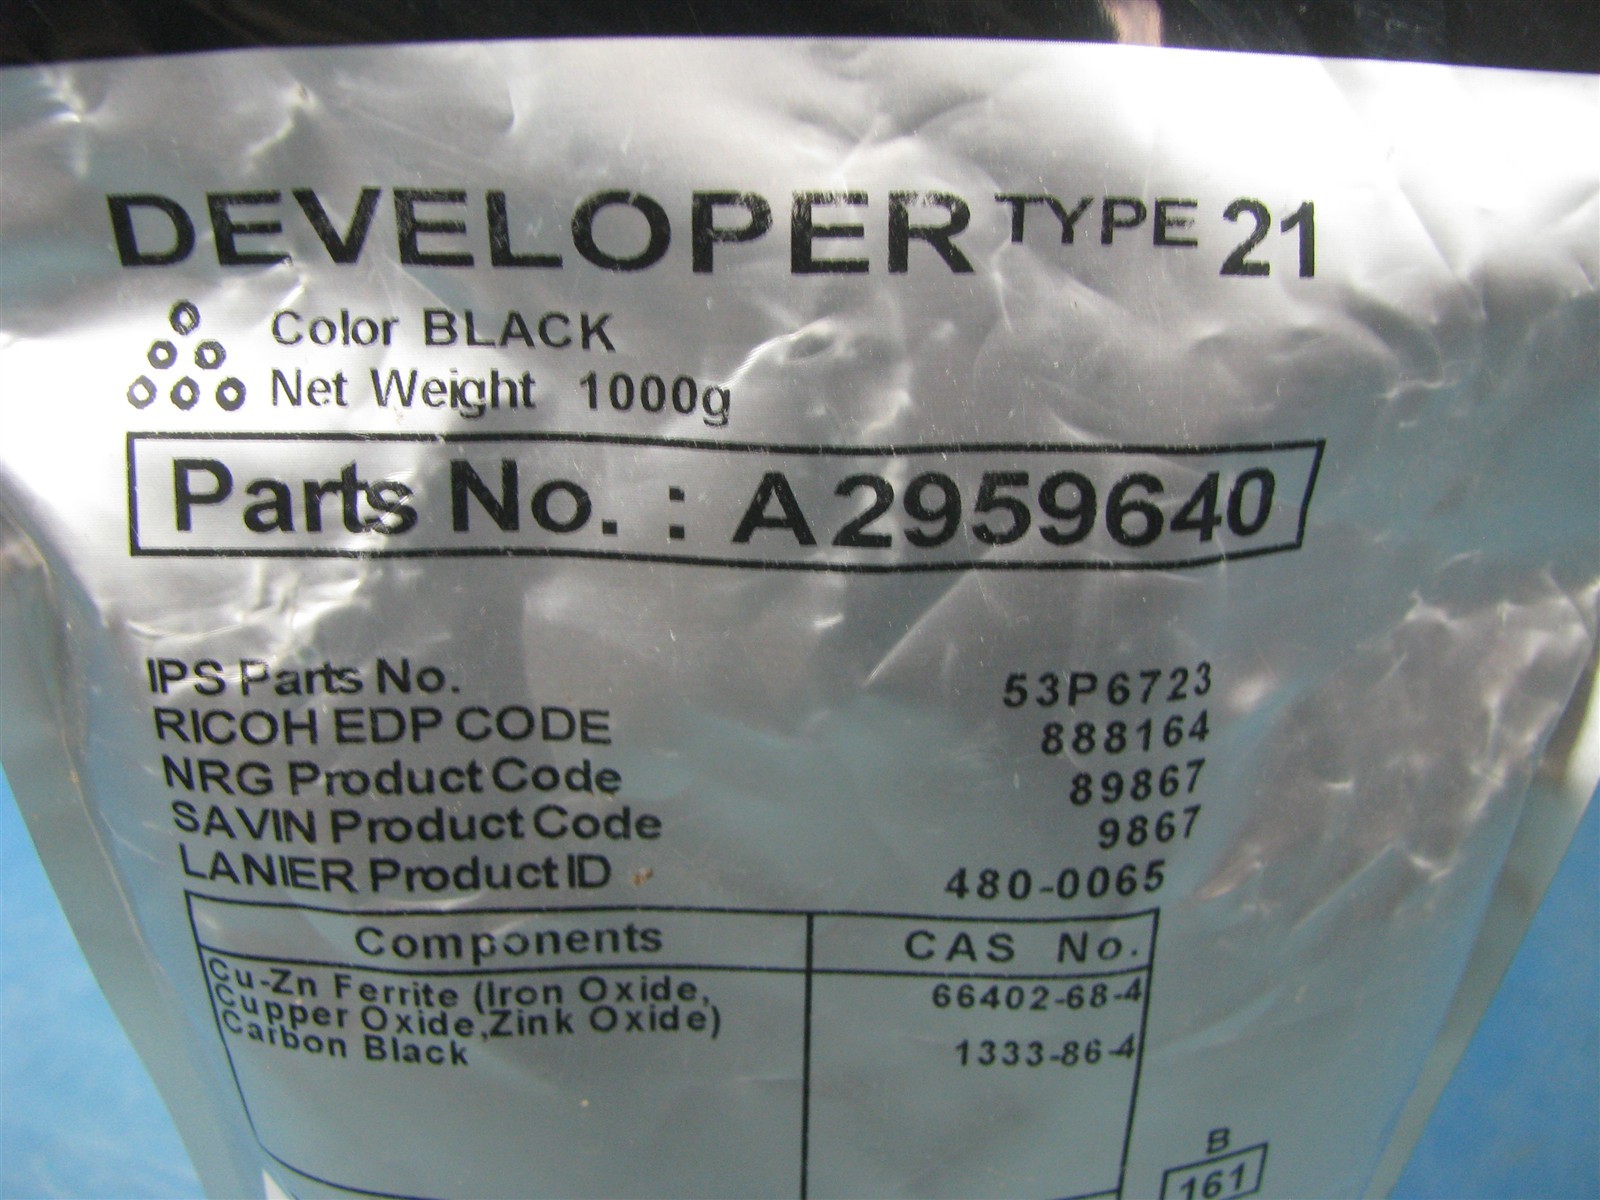 DEVELOPER TYPE 21
Color BLACK
Net Weight 1000g
Parts No. : A2959640
IPS Parts No. 53P6723
RICOH EDP CODE 888164
NRG Product Code 89867
SAVIN Product Code 9867
LANIER Product ID 480-0065
Components CAS No.
Cu-Zn Ferrite (Iron Oxide, 66402-68-4
Cupper Oxide,Zink Oxide)
Carbon Black 1333-86-4
B
161